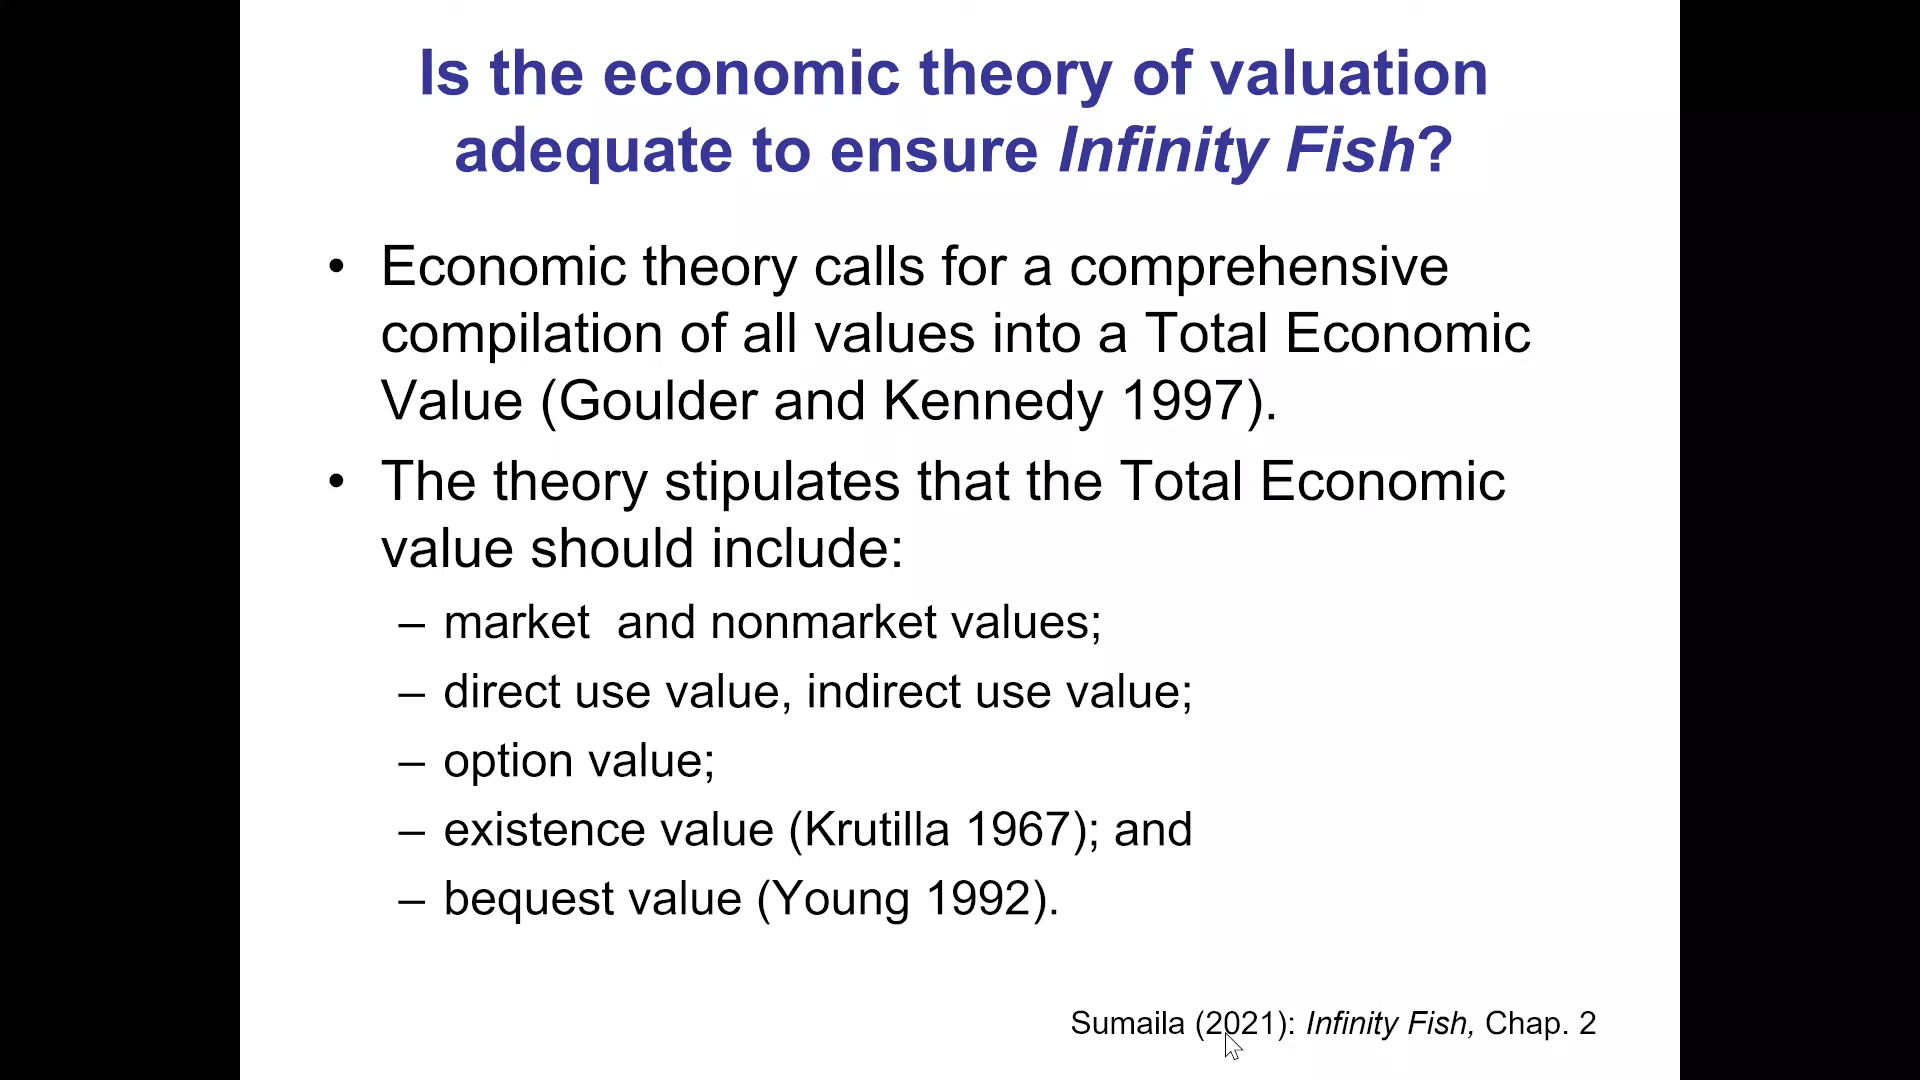 Is the economic theory of valuation
adequate to ensure Infinity Fish?
• Economic theory calls for a comprehensive
compilation of all values into a Total Economic
Value (Goulder and Kennedy 1997).
• The theory stipulates that the Total Economic
value should include:
– market  and nonmarket values;
– direct use value, indirect use value;
– option value;
– existence value (Krutilla 1967); and
– bequest value (Young 1992).
Sumaila (2021): Infinity Fish, Chap. 2